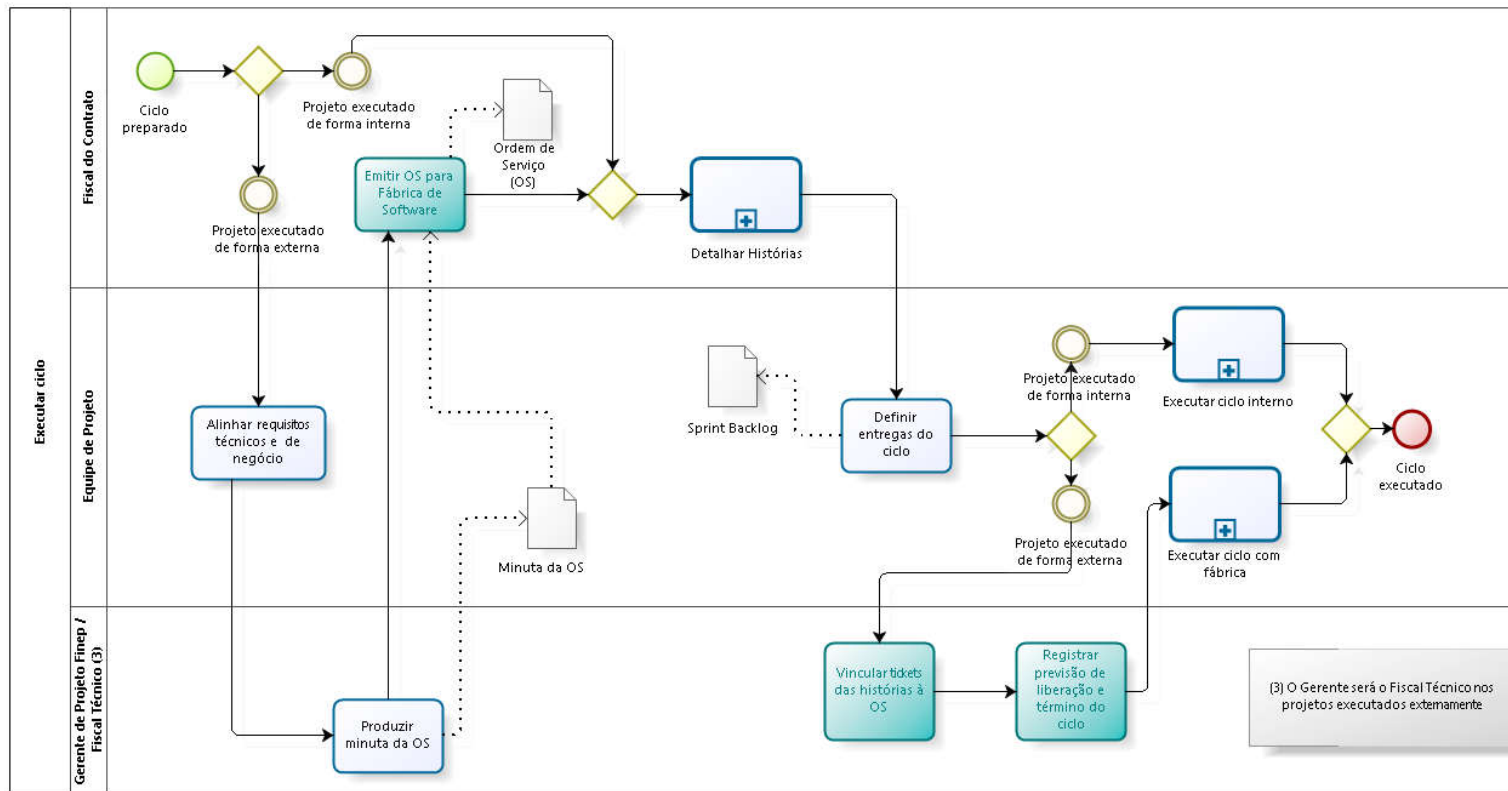 Executar ciclo
Fiscal do Contrato
Ciclo
preparado
Projeto executado
de forma interna
Projeto executado
de forma externa
Emitir OS para
Fábrica de
Software
Ordem de
Serviço
(OS)
Detalhar Histórias
Equipe de Projeto
Alinhar requisitos
técnicos e de
negócio
Minuta da OS
Sprint Backlog
Definir
entregas do
ciclo
Projeto executado
de forma interna
Projeto executado
de forma externa
Executar ciclo interno
Executar ciclo com
fábrica
Ciclo
executado
Gerente de Projeto Finep /
Fiscal Técnico (3)
Produzir
minuta da OS
Vincular tickets
das histórias à
OS
Registrar
previsão de
liberação e
término do
ciclo
(3) O Gerente será o Fiscal Técnico nos
projetos executados externamente